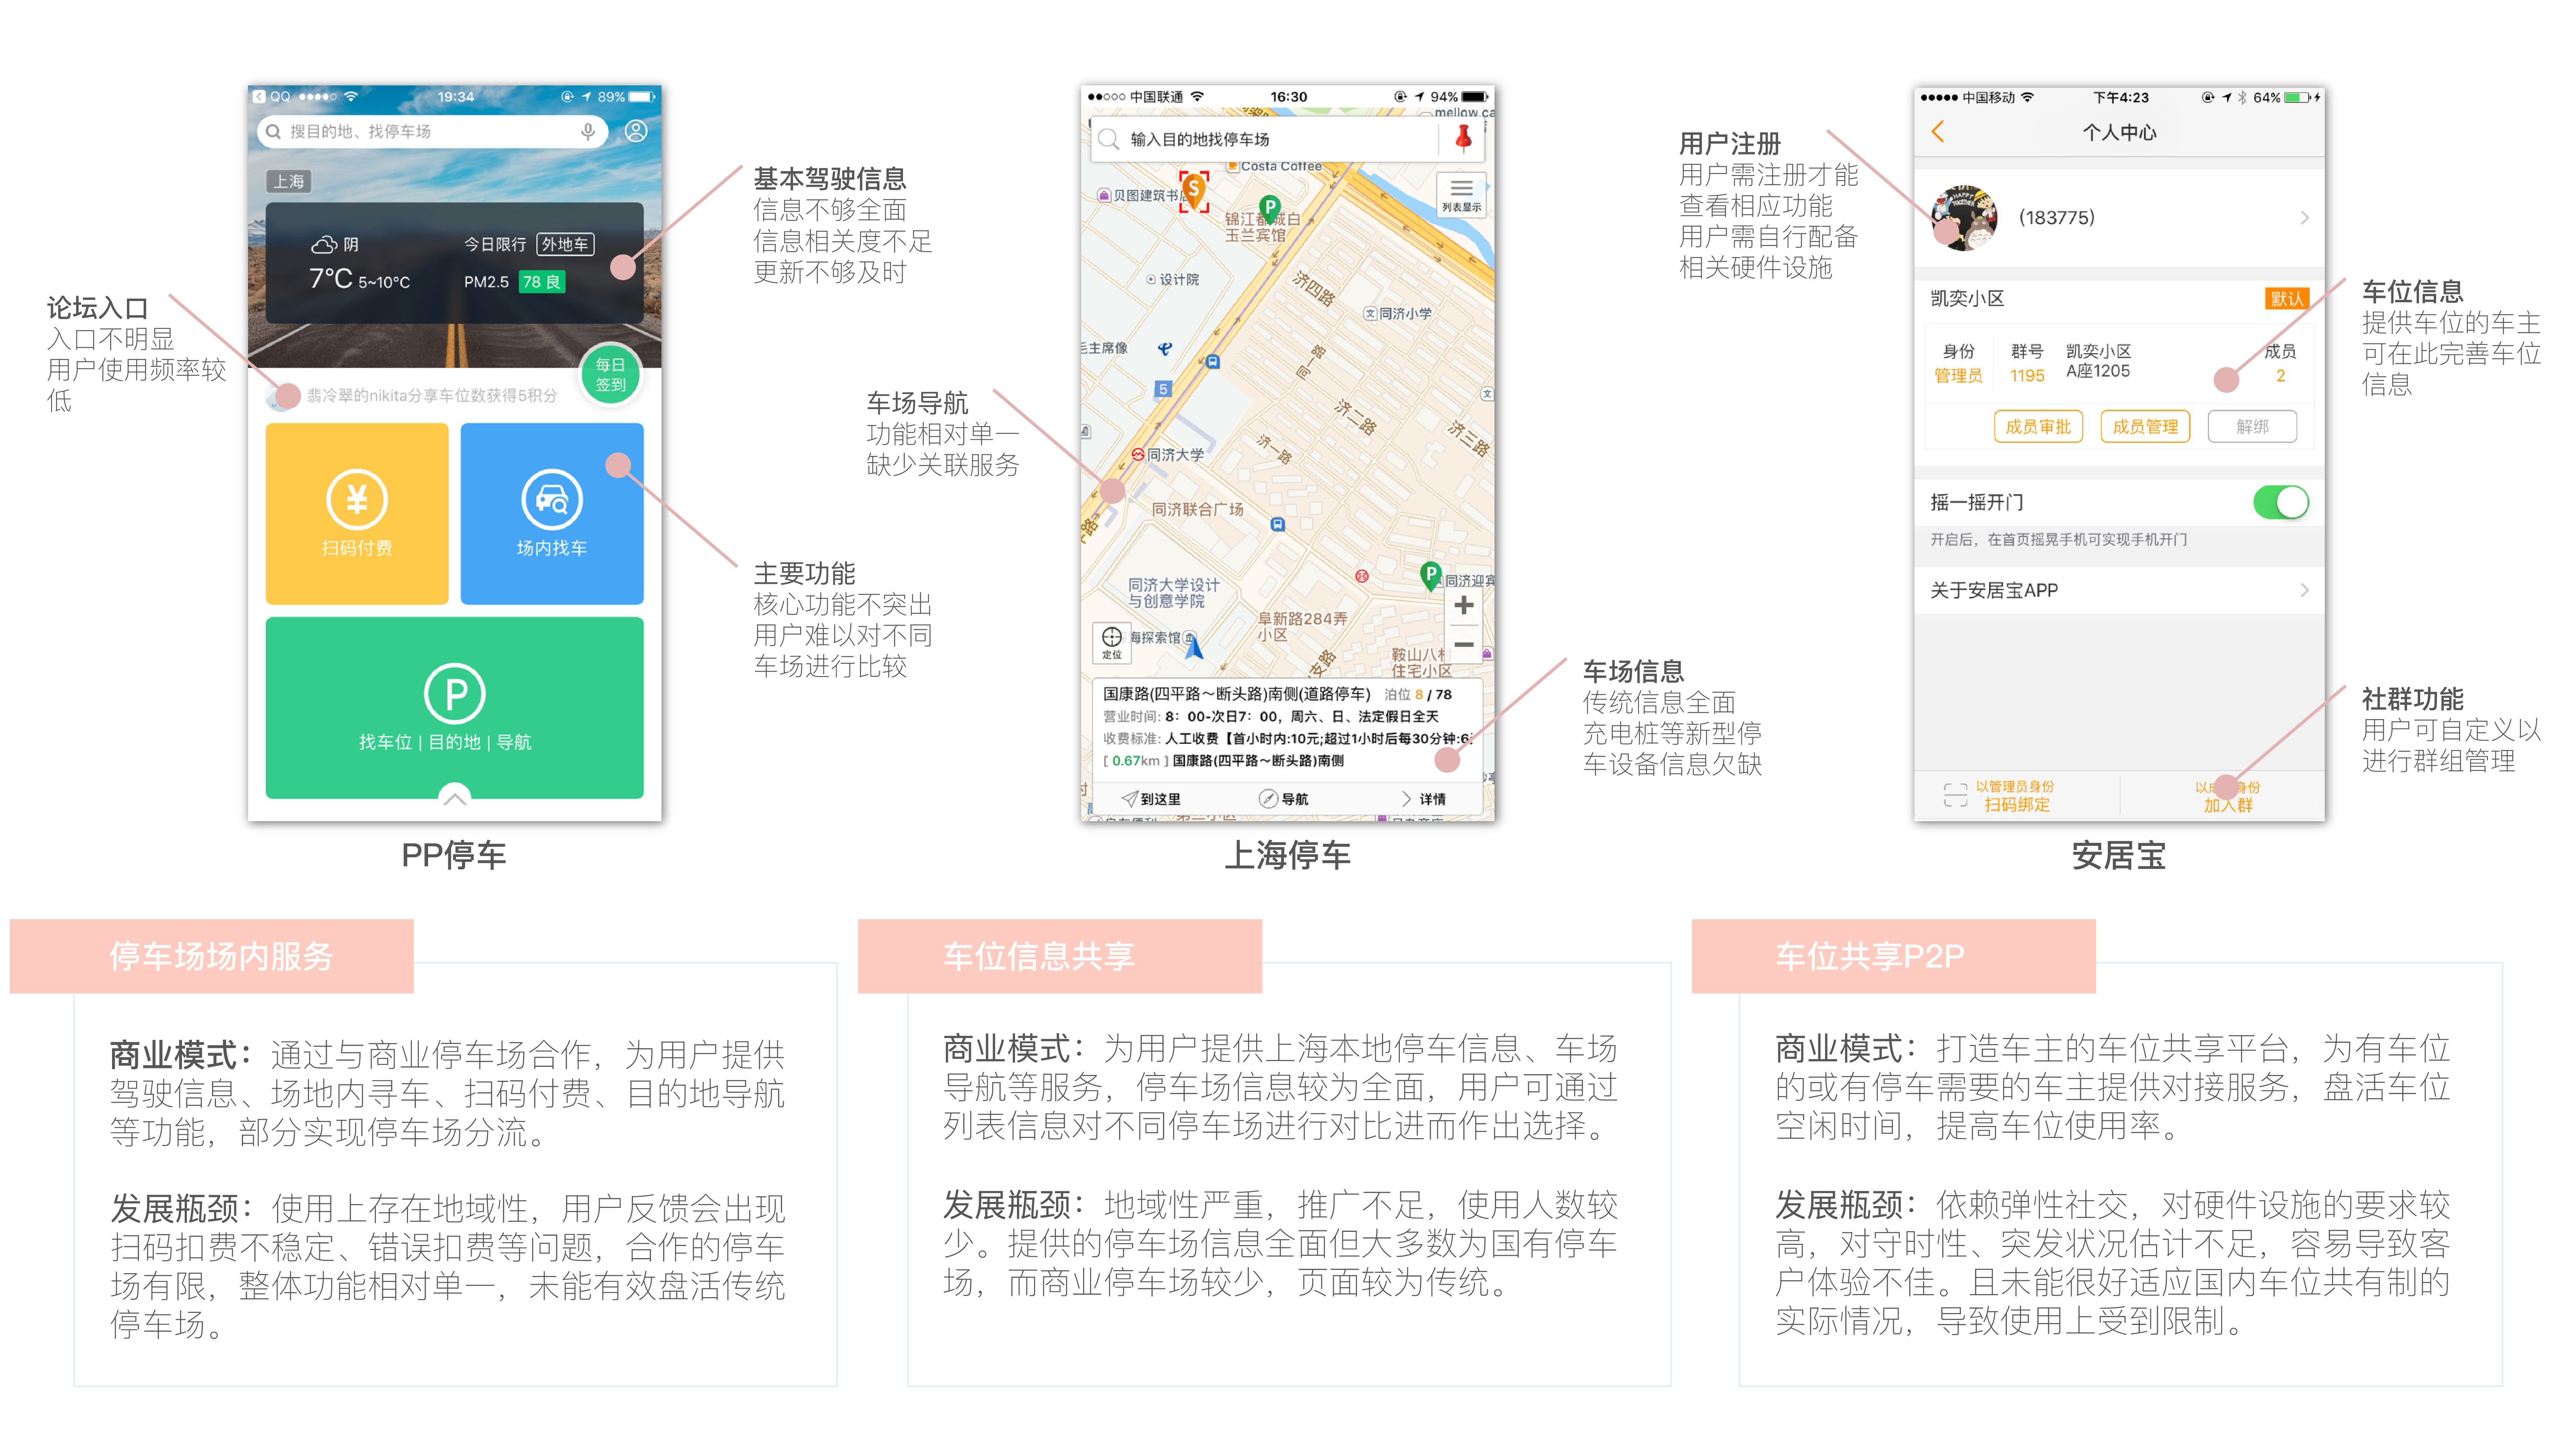 论坛入口
入口不明显
用户使用频率较
低
QQ 19:34 89%
搜目的地、找停车场
上海
阴
7°C 5~10°C
今日限行 外地车
PM2.5 78 良
每日
签到
翡冷翠的nikita分享车位数获得5积分
扫码付费
场内找车
找车位 | 目的地 | 导航
PP停车
基本驾驶信息
信息不够全面
信息相关度不足
更新不够及时
主要功能
核心功能不突出
用户难以对不同
车场进行比较
车场导航
功能相对单一
缺少关联服务
中国联通 16:30 94%
mellow ca
输入目的地找停车场
Costa Coffee
列表显示
贝图建筑书店
S
P
锦江都城白
玉兰宾馆
设计院
济四路
同济小学
毛主席像
同一路
5
济二路
济三路
济一路
同济大学
同济联合广场
同济大学设计
与创意学院
P
同济迎宾
阜新路284弄
小区
定位
海探索馆
支路
鞍山八村
住宅小区
国康路(四平路～断头路)南侧(道路停车) 泊位 8 / 78
营业时间: 8：00-次日7：00，周六、日、法定假日全天
收费标准: 人工收费【首小时内:10元;超过1小时后每30分钟:6
[ 0.67km ] 国康路(四平路～断头路)南侧
到这里
导航
详情
上海停车
车场信息
传统信息全面
充电桩等新型停
车设备信息欠缺
用户注册
用户需注册才能
查看相应功能
用户需自行配备
相关硬件设施
中国移动 下午4:23 64%
个人中心
(183775)
凯奕小区 默认
身份
管理员
群号
1195
凯奕小区
A座1205
成员
2
成员审批
成员管理
解绑
摇一摇开门
开启后，在首页摇晃手机可实现手机开门
关于安居宝APP
以管理员身份
扫码绑定
加入群
安居宝
车位信息
提供车位的车主
可在此完善车位
信息
社群功能
用户可自定义以
进行群组管理
停车场场内服务
商业模式：通过与商业停车场合作，为用户提供
驾驶信息、场地内寻车、扫码付费、目的地导航
等功能，部分实现停车场分流。
发展瓶颈：使用上存在地域性，用户反馈会出现
扫码扣费不稳定、错误扣费等问题，合作的停车
场有限，整体功能相对单一，未能有效盘活传统
停车场。
车位信息共享
商业模式：为用户提供上海本地停车信息、车场
导航等服务，停车场信息较为全面，用户可通过
列表信息对不同停车场进行对比进而作出选择。
发展瓶颈：地域性严重，推广不足，使用人数较
少。提供的停车场信息全面但大多数为国有停车
场，而商业停车场较少，页面较为传统。
车位共享P2P
商业模式：打造车主的车位共享平台，为有车位
的或有停车需要的车主提供对接服务，盘活车位
空闲时间，提高车位使用率。
发展瓶颈：依赖弹性社交，对硬件设施的要求较
高，对守时性、突发状况估计不足，容易导致客
户体验不佳。且未能很好适应国内车位共有制的
实际情况，导致使用上受到限制。